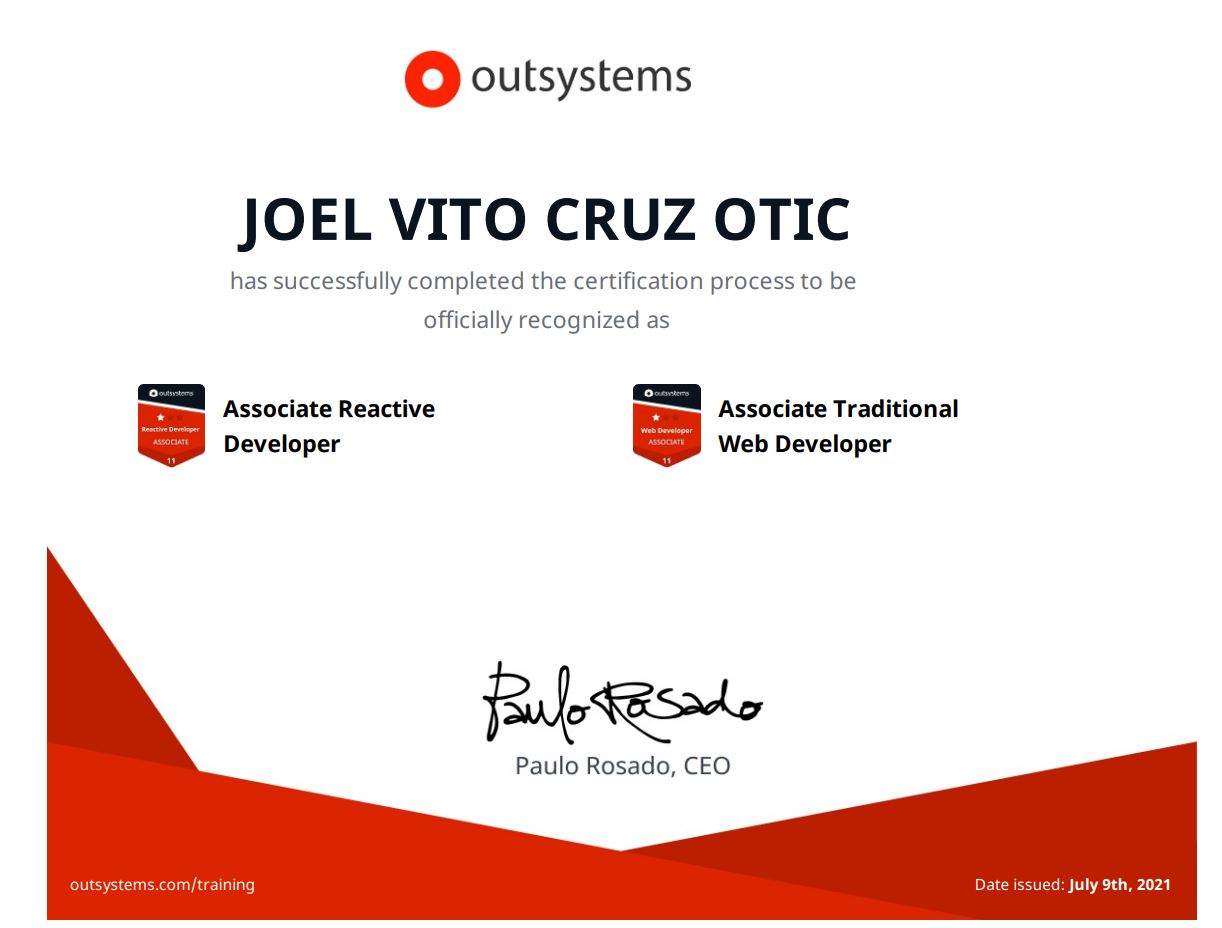 outsystems
JOEL VITO CRUZ OTIC
has successfully completed the certification process to be
officially recognized as
outsystems
Reactive Developer
ASSOCIATE
11
Associate Reactive
Developer
outsystems
Web Developer
ASSOCIATE
11
Associate Traditional
Web Developer
Paulo Rosado
Paulo Rosado, CEO
outsystems.com/training
Date issued: July 9th, 2021